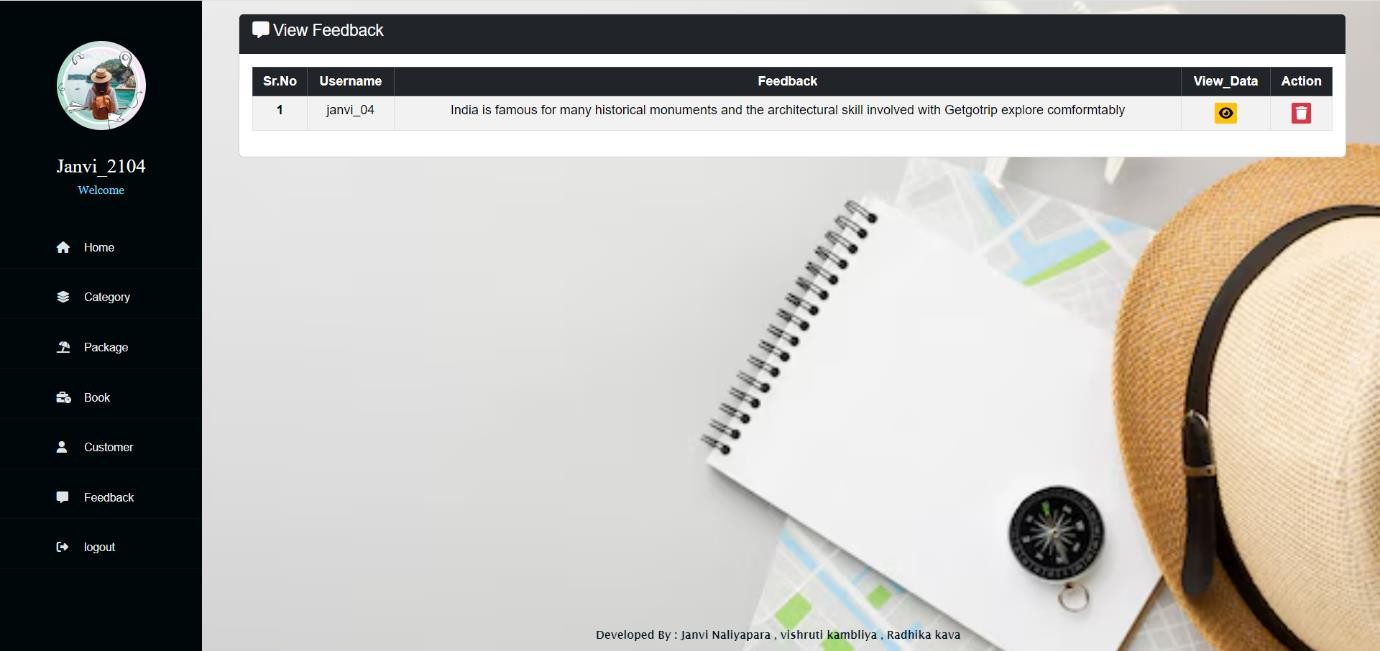 View Feedback
Sr.No Username Feedback View_Data Action
1 janvi_04 India is famous for many historical monuments and the architectural skill involved with Getgotrip explore comformtably
Janvi_2104
Welcome
Home
Category
Package
Book
Customer
Feedback
logout
Developed By : Janvi Naliyapara , vishruti kambliya , Radhika kava